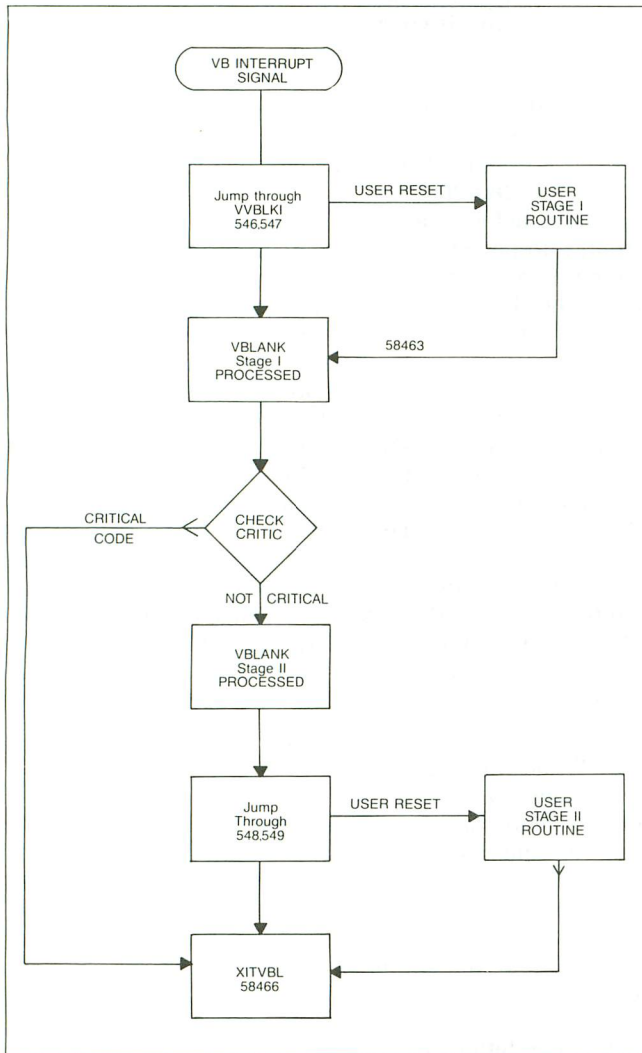 VB INTERRUPT
SIGNAL
Jump through
VVBLKI
546,547
USER RESET
USER
STAGE I
ROUTINE
VBLANK
Stage I
PROCESSED
58463
CHECK
CRITIC
CRITICAL
CODE
NOT CRITICAL
VBLANK
Stage II
PROCESSED
Jump
Through
548,549
USER RESET
USER
STAGE II
ROUTINE
XITVBL
58466